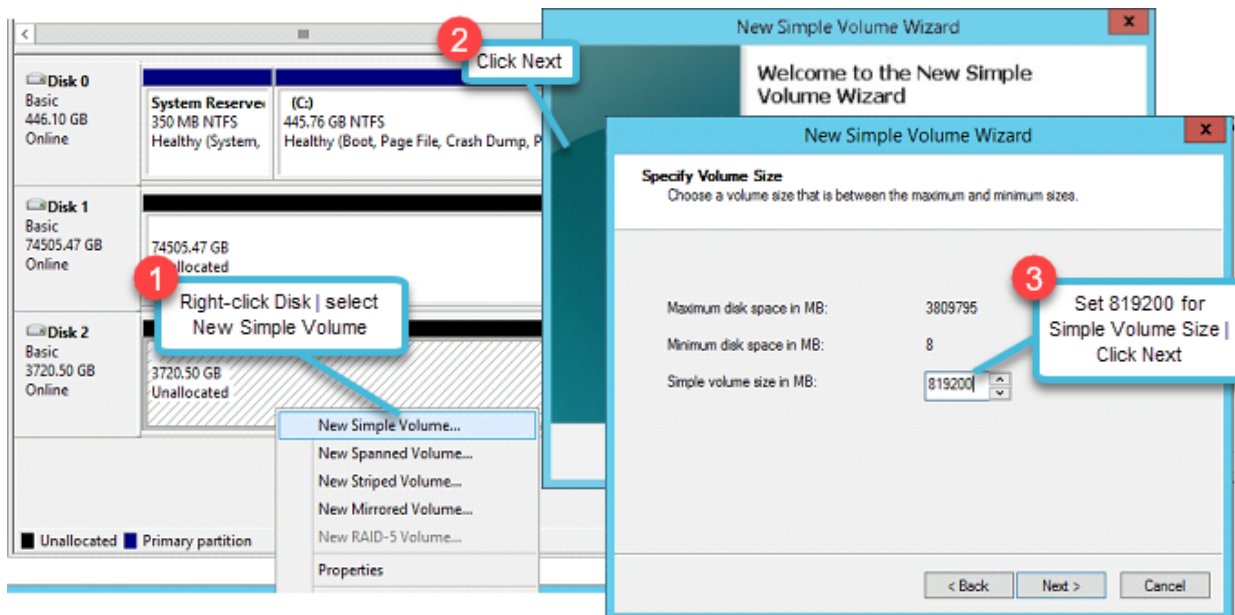 Disk 0
Basic
446.10 GB
Online
System Reserve
350 MB NTFS
Healthy (System,
(C:)
445.76 GB NTFS
Healthy (Boot, Page File, Crash Dump, P
Disk 1
Basic
74505.47 GB
Online
74505.47 GB
Unallocated
1
Right-click Disk | select
New Simple Volume
Disk 2
Basic
3720.50 GB
Online
3720.50 GB
Unallocated
New Simple Volume...
New Spanned Volume...
New Striped Volume...
New Mirrored Volume...
New RAID-5 Volume...
Properties
Unallocated
Primary partition
2
Click Next
New Simple Volume Wizard
x
Welcome to the New Simple
Volume Wizard
New Simple Volume Wizard
x
Specify Volume Size
Choose a volume size that is between the maximum and minimum sizes.
Maximum disk space in MB:
3809795
Minimum disk space in MB:
8
Simple volume size in MB:
819200
3
Set 819200 for
Simple Volume Size |
Click Next
< Back
Next >
Cancel